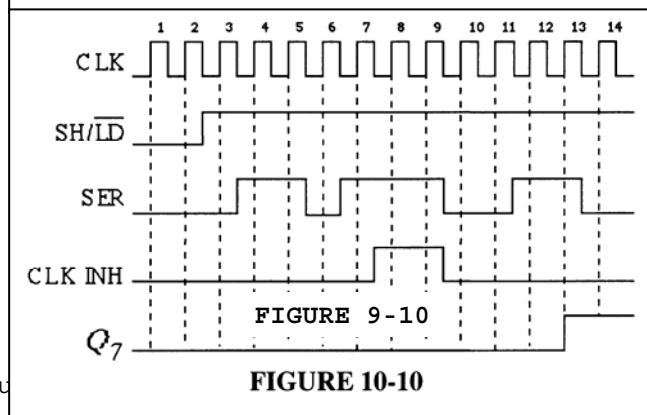 1 2 3 4 5 6 7 8 9 10 11 12 13 14
CLK
SH/L̅D̅
SER
CLK INH
FIGURE 9-10
Q7
FIGURE 10-10